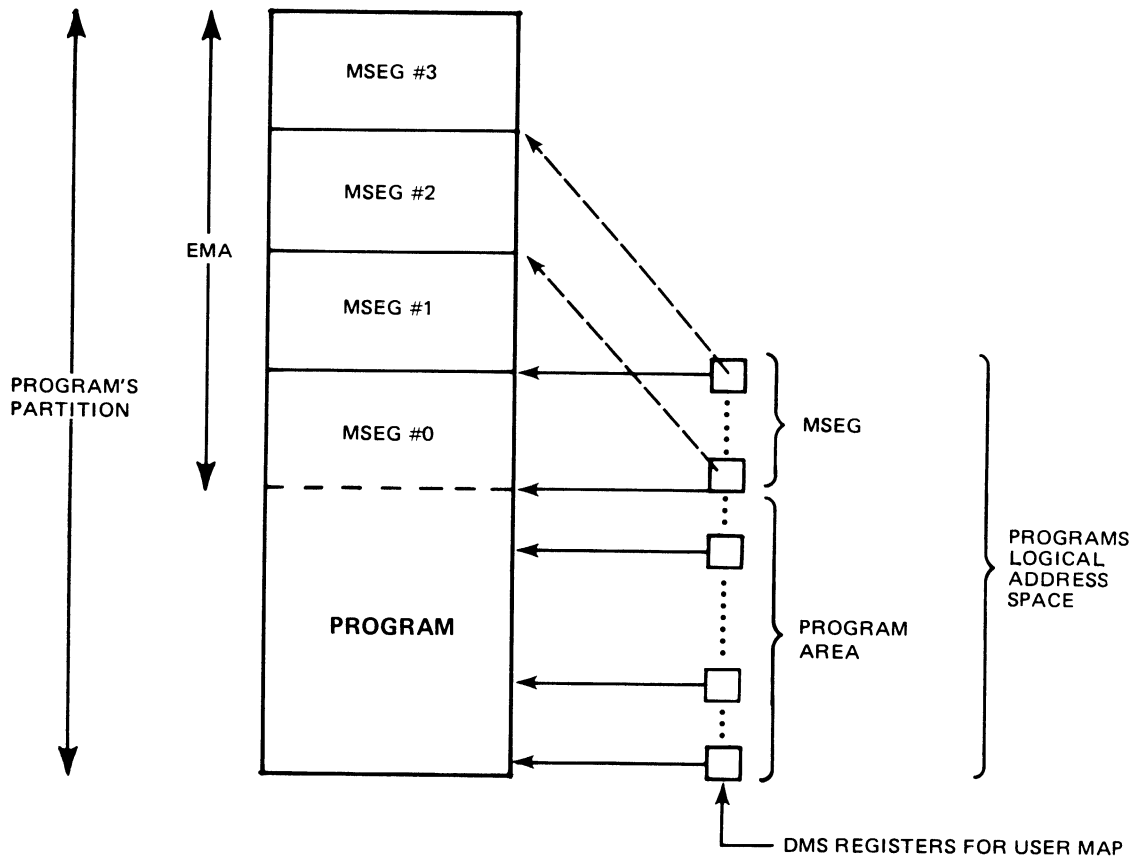 MSEG #3
MSEG #2
EMA
MSEG #1
PROGRAM'S
PARTITION
MSEG #0
MSEG
PROGRAM
PROGRAM
AREA
PROGRAMS
LOGICAL
ADDRESS
SPACE
DMS REGISTERS FOR USER MAP